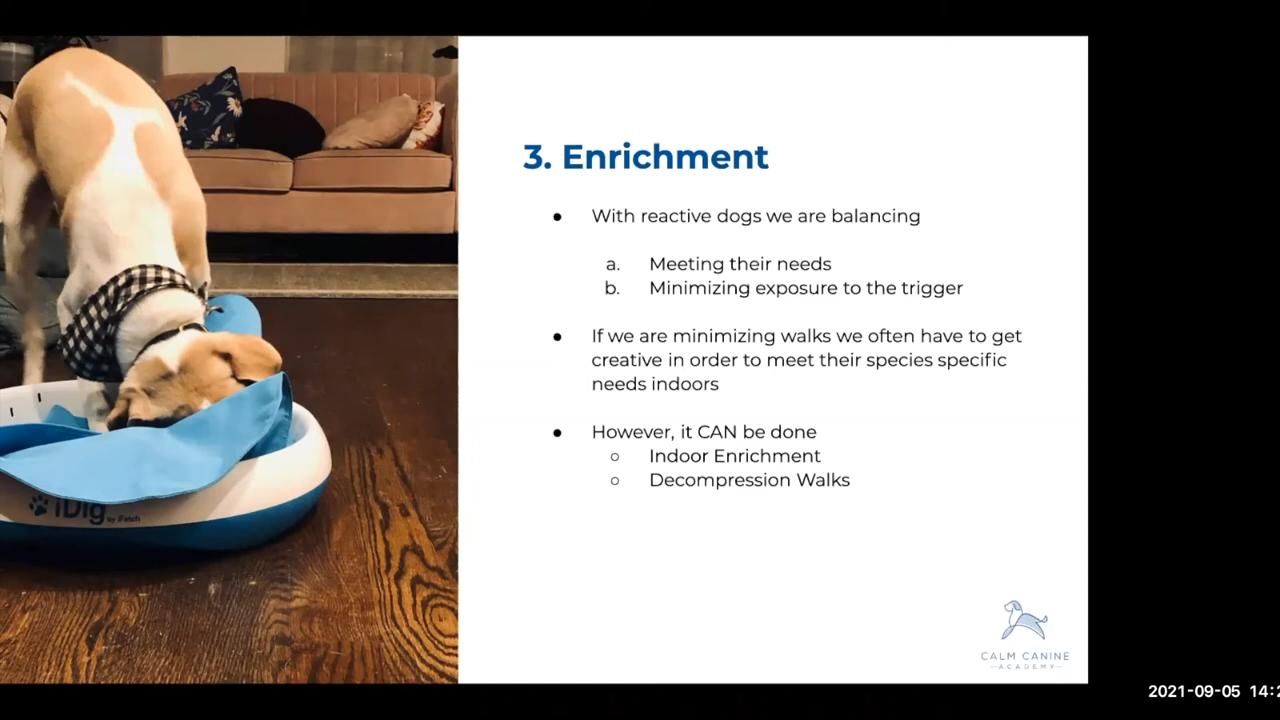 3. Enrichment
● With reactive dogs we are balancing
a. Meeting their needs
b. Minimizing exposure to the trigger
● If we are minimizing walks we often have to get
creative in order to meet their species specific
needs indoors
● However, it CAN be done
○ Indoor Enrichment
○ Decompression Walks
iDig by iFetch
CALM CANINE
—ACADEMY—
2021-09-05 14:2